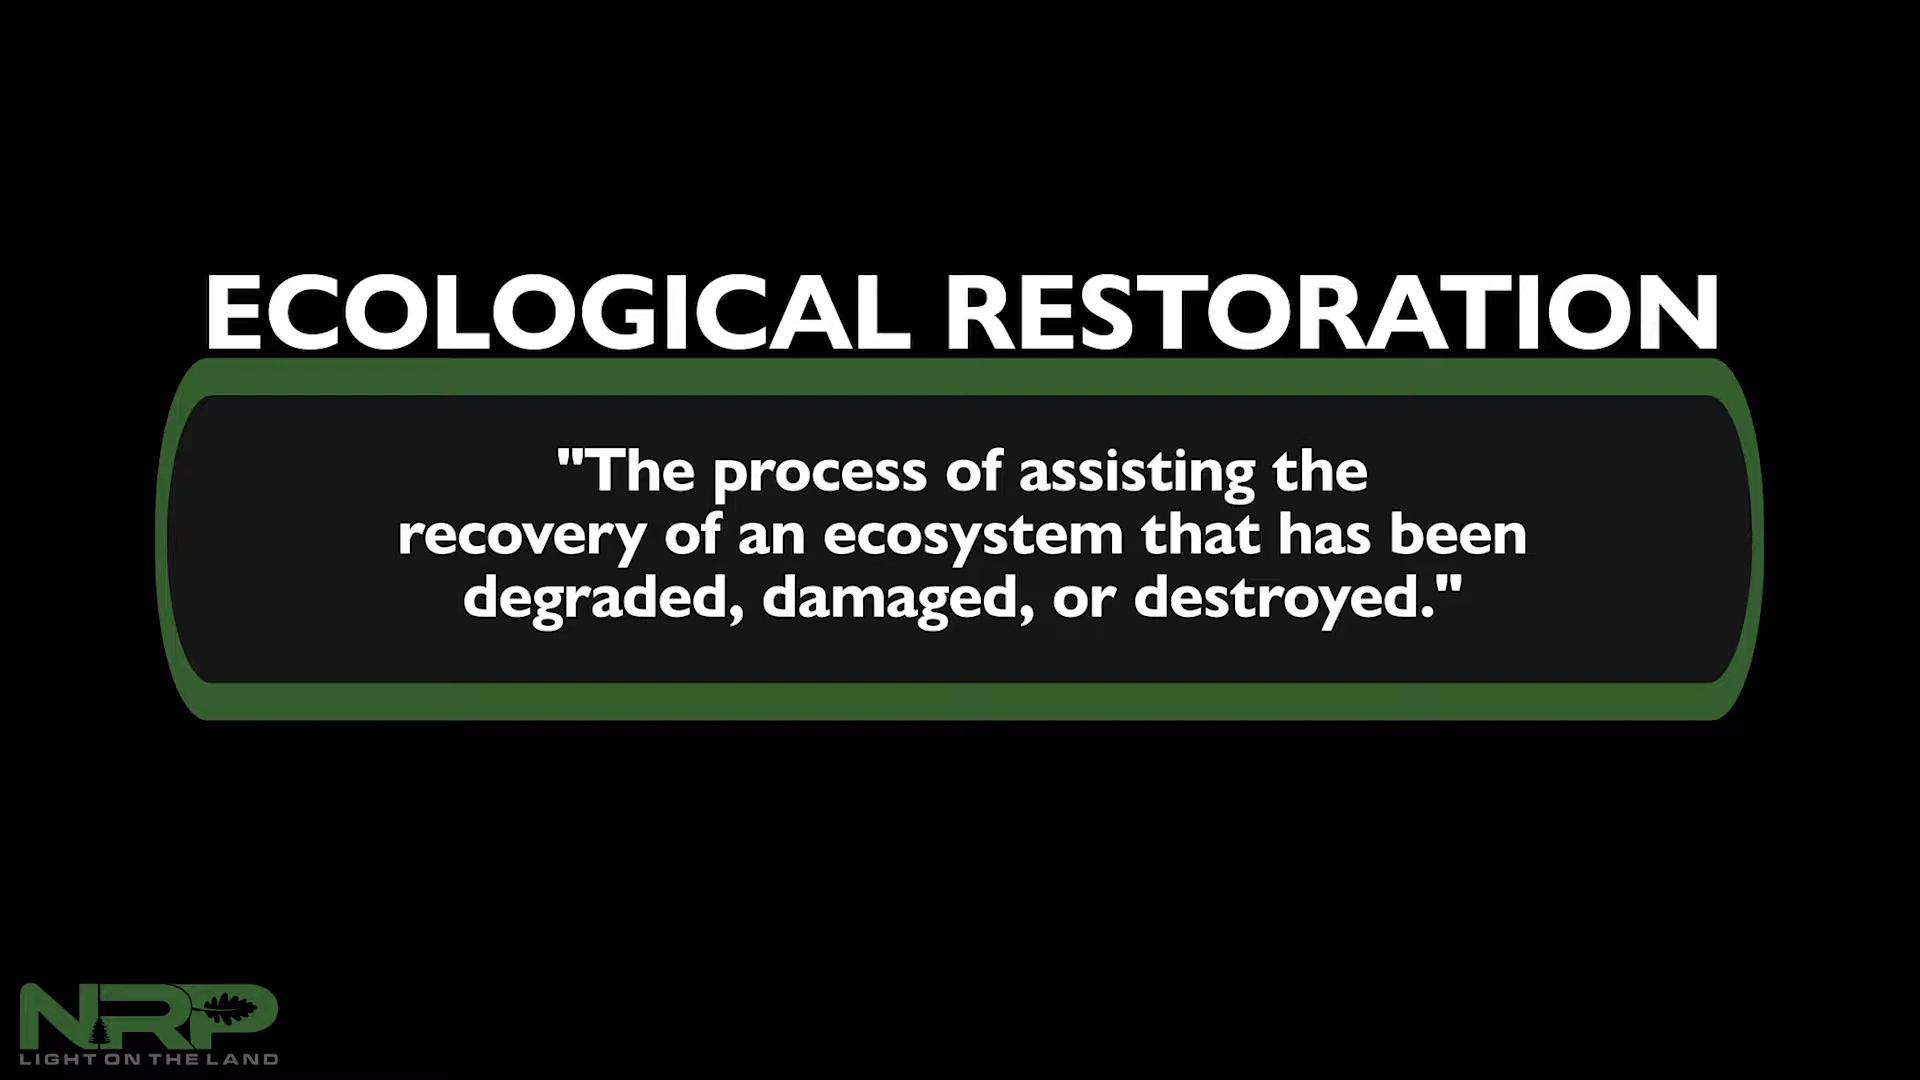 ECOLOGICAL RESTORATION
"The process of assisting the
recovery of an ecosystem that has been
degraded, damaged, or destroyed."
NRP
LIGHT ON THE LAND